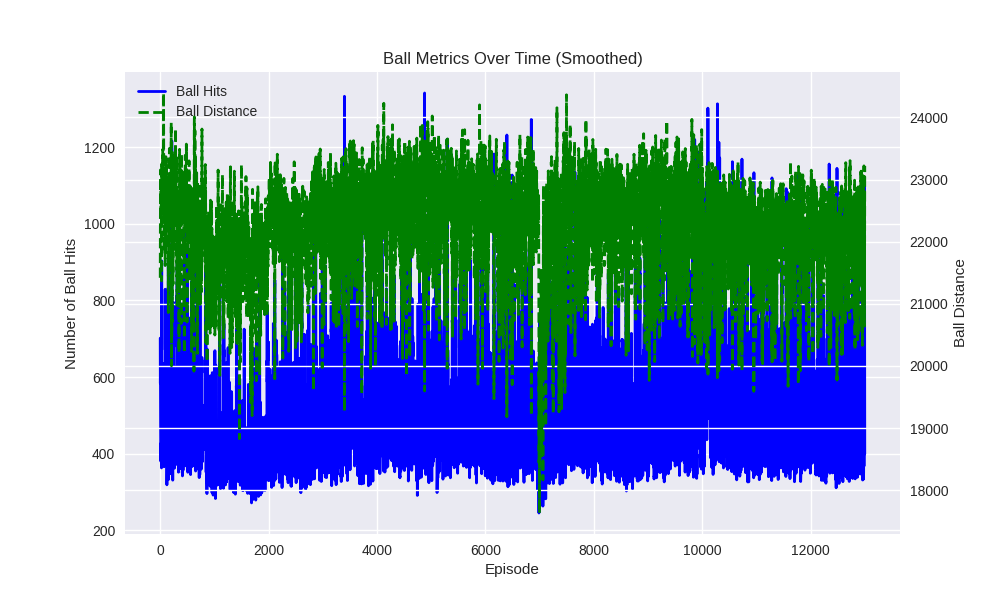 Ball Metrics Over Time (Smoothed)
Ball Hits
Ball Distance
Number of Ball Hits
1200
1000
800
600
400
200
24000
23000
22000
21000
20000
19000
18000
Ball Distance
0 2000 4000 6000 8000 10000 12000
Episode